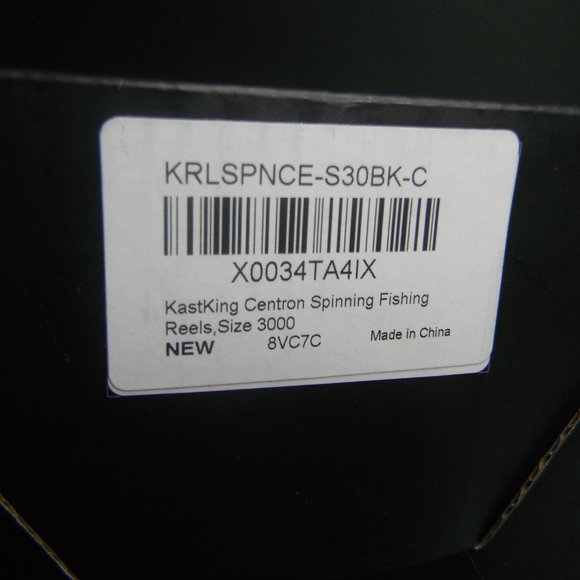 KRLSPNCE-S30BK-C
X0034TA4IX
KastKing Centron Spinning Fishing
Reels,Size 3000
NEW 8VC7C Made in China